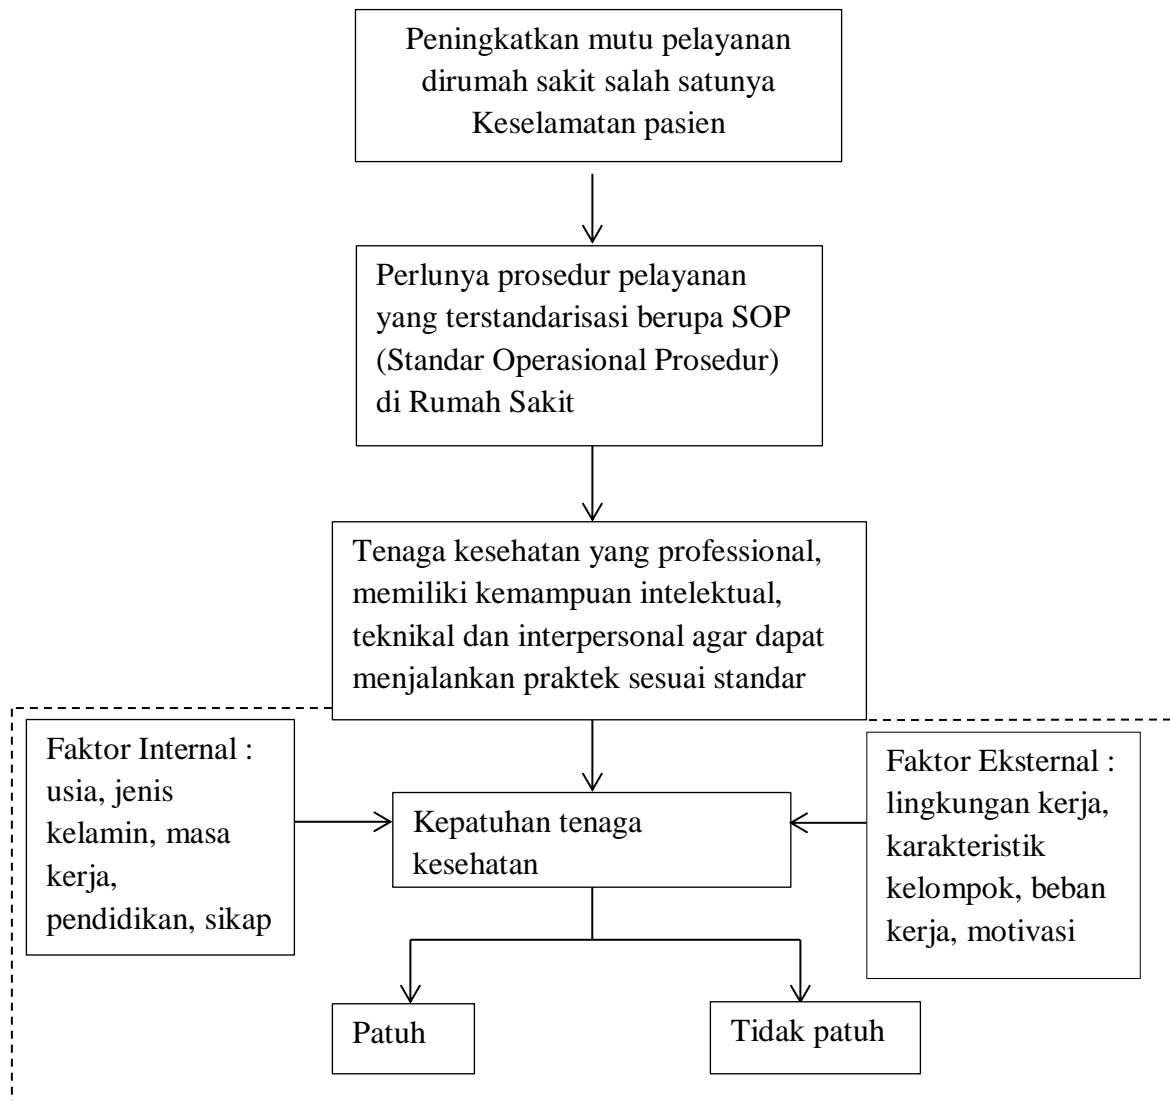 Peningkatkan mutu pelayanan
dirumah sakit salah satunya
Keselamatan pasien
Perlunya prosedur pelayanan
yang terstandarisasi berupa SOP
(Standar Operasional Prosedur)
di Rumah Sakit
Tenaga kesehatan yang professional,
memiliki kemampuan intelektual,
teknikal dan interpersonal agar dapat
menjalankan praktek sesuai standar
Faktor Internal :
usia, jenis
kelamin, masa
kerja,
pendidikan, sikap
Kepatuhan tenaga
kesehatan
Faktor Eksternal :
lingkungan kerja,
karakteristik
kelompok, beban
kerja, motivasi
Patuh
Tidak patuh